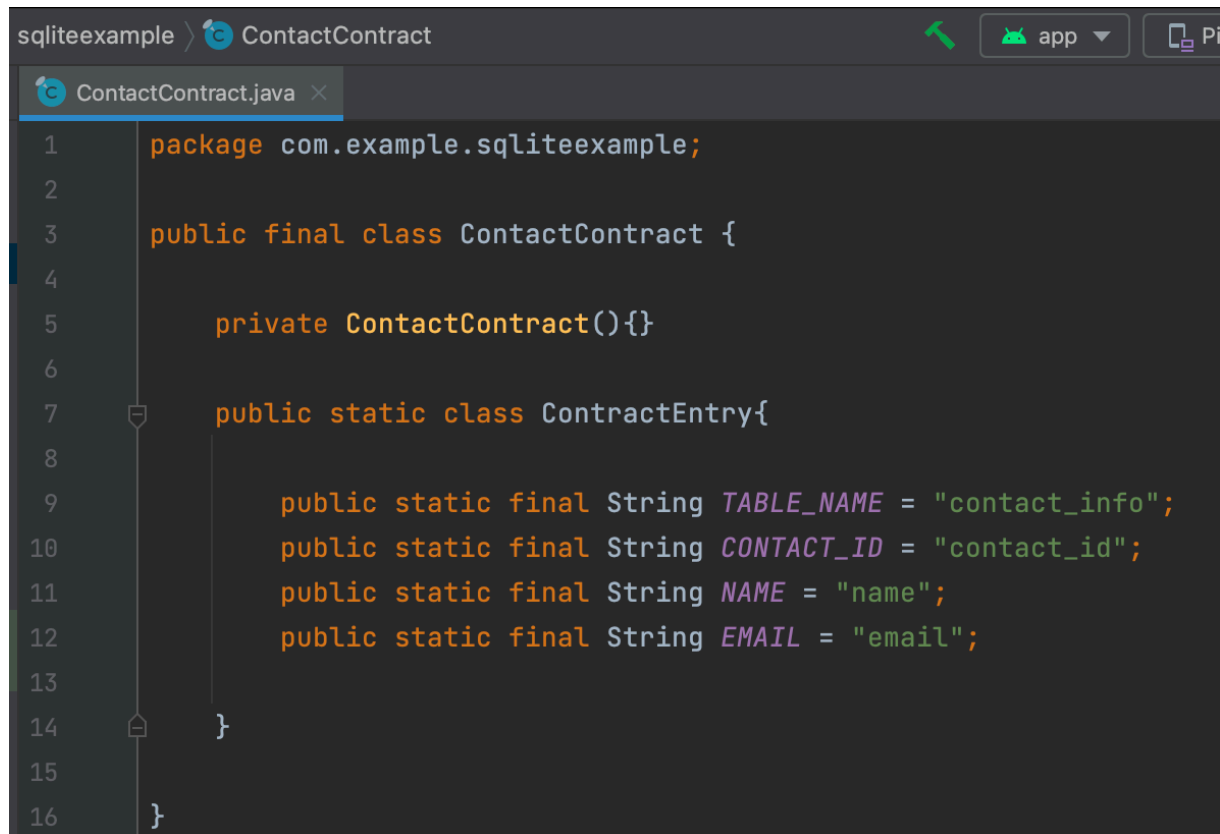 sqliteexample 〉 C ContactContract app Pi
C ContactContract.java ×
1 package com.example.sqliteexample;
2
3 public final class ContactContract {
4
5 private ContactContract(){}
6
7 public static class ContractEntry{
8
9 public static final String TABLE_NAME = "contact_info";
10 public static final String CONTACT_ID = "contact_id";
11 public static final String NAME = "name";
12 public static final String EMAIL = "email";
13
14 }
15
16 }